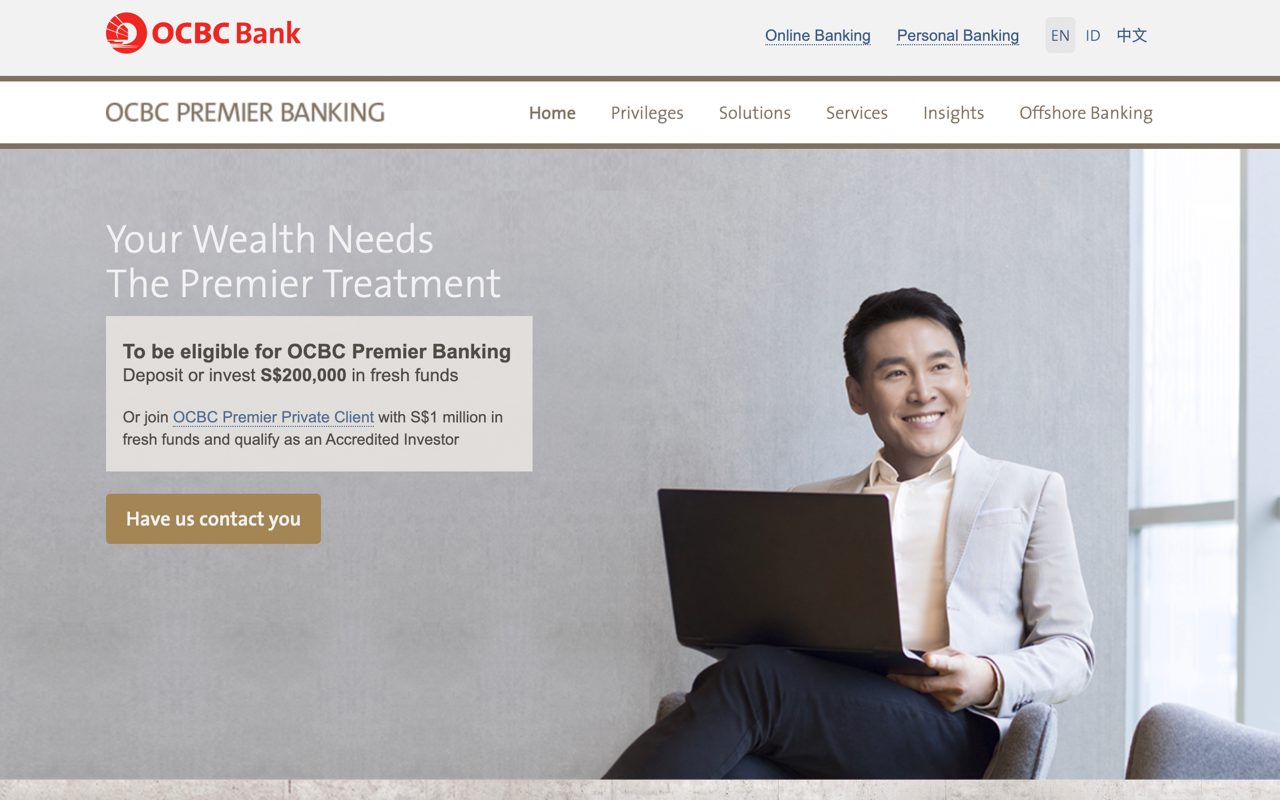 OCBC Bank
Online Banking
Personal Banking
EN
ID
中文
OCBC PREMIER BANKING
Home
Privileges
Solutions
Services
Insights
Offshore Banking
Your Wealth Needs
The Premier Treatment
To be eligible for OCBC Premier Banking
Deposit or invest S$200,000 in fresh funds
Or join OCBC Premier Private Client with S$1 million in
fresh funds and qualify as an Accredited Investor
Have us contact you